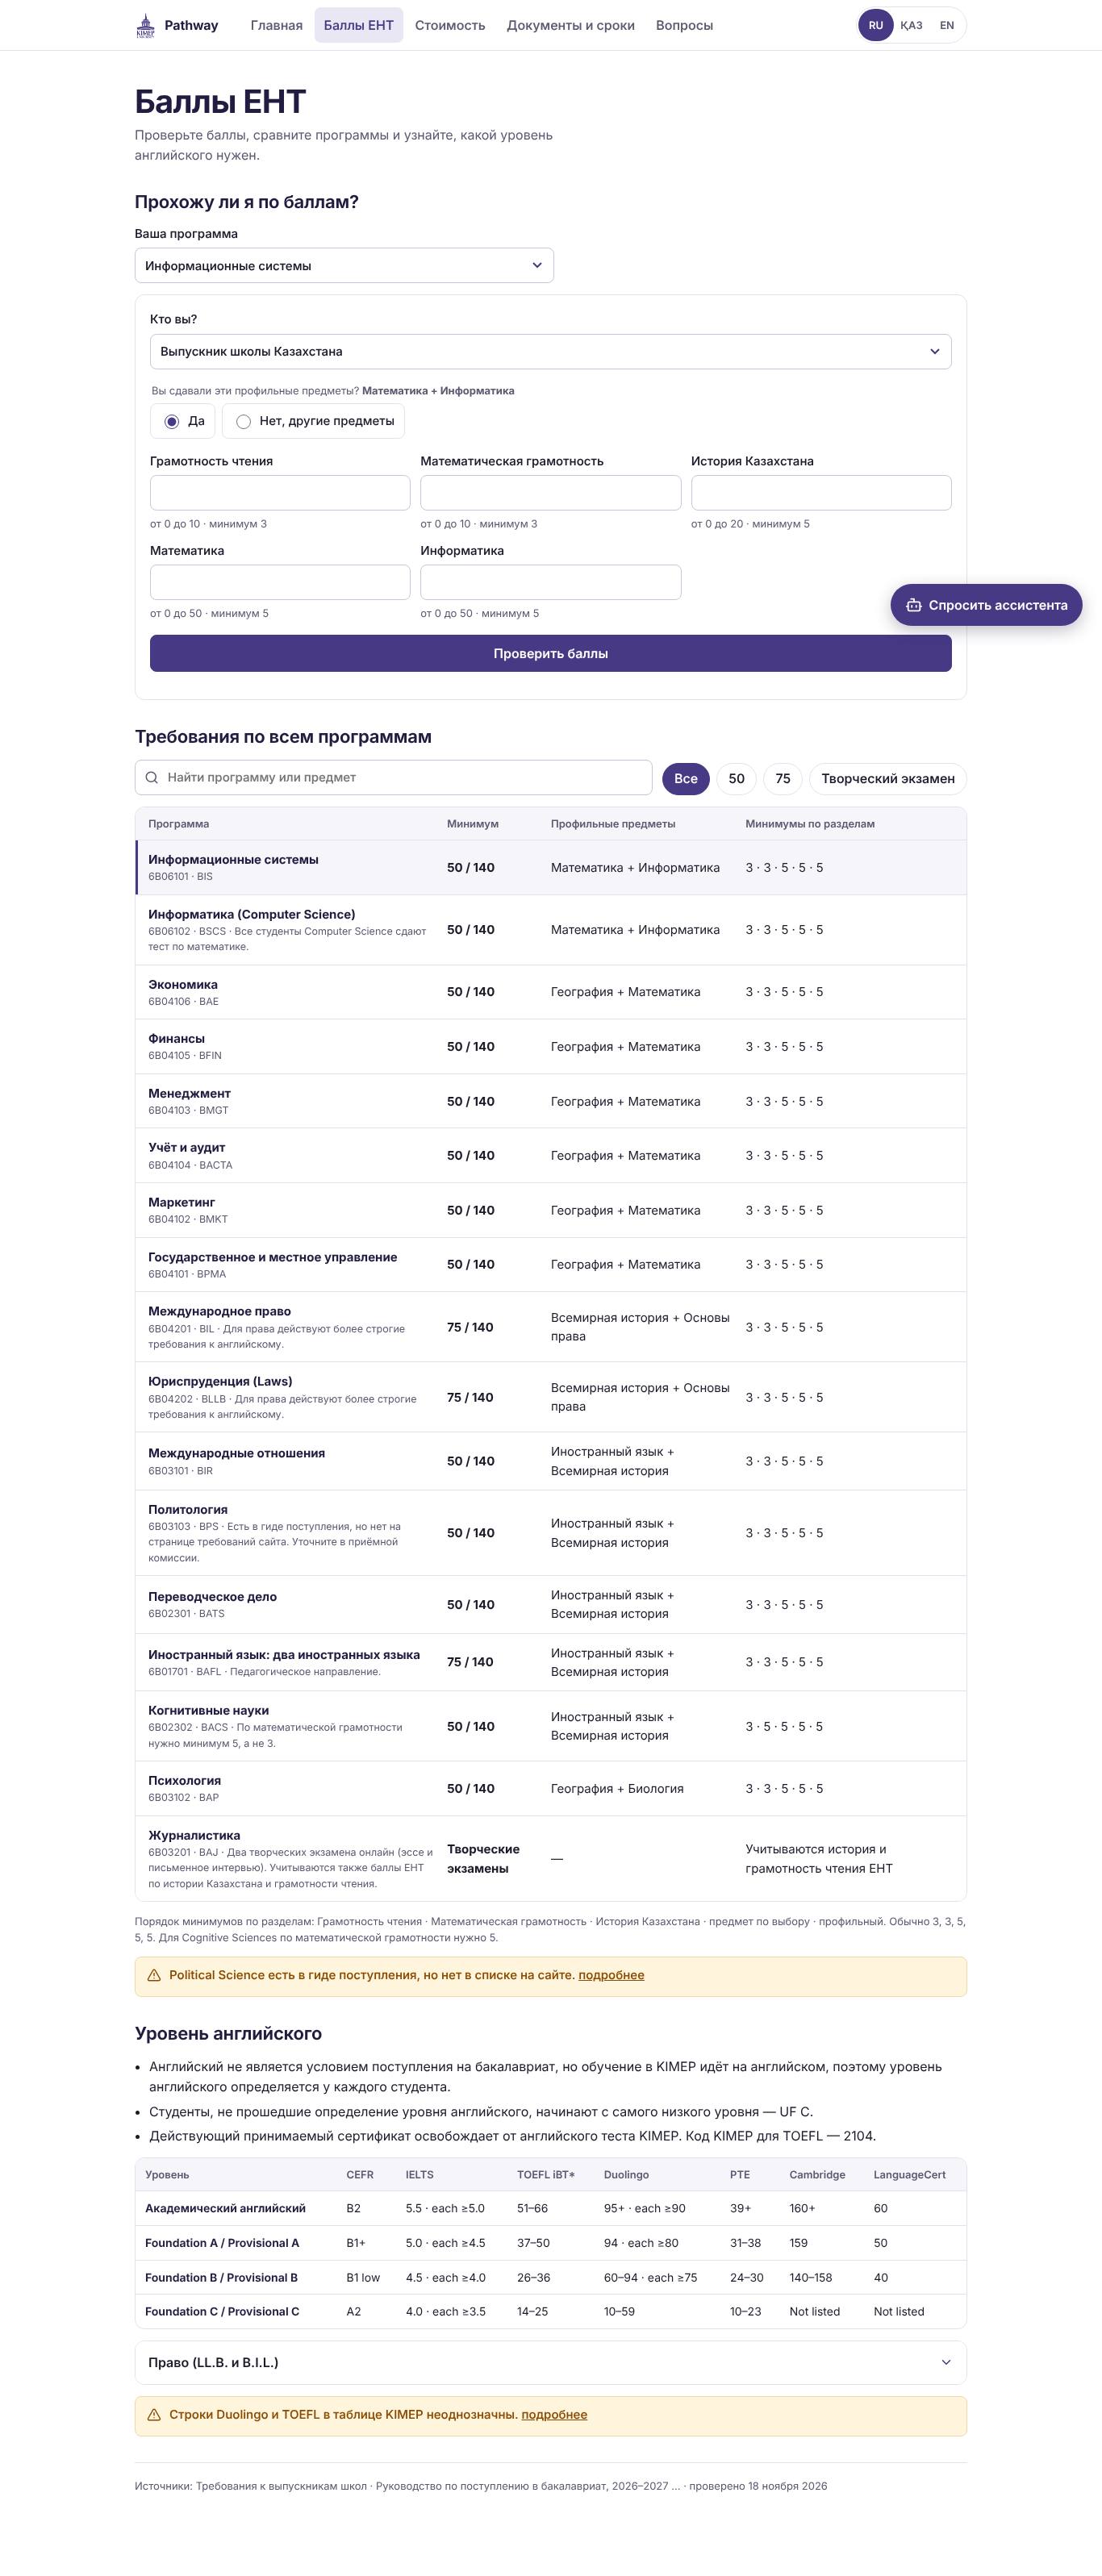 KIMEP
Pathway
Главная
Баллы ЕНТ
Стоимость
Документы и сроки
Вопросы
RU
ҚАЗ
EN
Баллы ЕНТ
Проверьте баллы, сравните программы и узнайте, какой уровень
английского нужен.
Прохожу ли я по баллам?
Ваша программа
Информационные системы
Кто вы?
Выпускник школы Казахстана
Вы сдавали эти профильные предметы? Математика + Информатика
Да
Нет, другие предметы
Грамотность чтения
Математическая грамотность
История Казахстана
от 0 до 10 · минимум 3
от 0 до 10 · минимум 3
от 0 до 20 · минимум 5
Математика
Информатика
от 0 до 50 · минимум 5
от 0 до 50 · минимум 5
Спросить ассистента
Проверить баллы
Требования по всем программам
Найти программу или предмет
Все
50
75
Творческий экзамен
Программа
Минимум
Профильные предметы
Минимумы по разделам
Информационные системы
6B06101 · BIS
50 / 140
Математика + Информатика
3 · 3 · 5 · 5 · 5
Информатика (Computer Science)
6B06102 · BSCS · Все студенты Computer Science сдают
тест по математике.
50 / 140
Математика + Информатика
3 · 3 · 5 · 5 · 5
Экономика
6B04106 · BAE
50 / 140
География + Математика
3 · 3 · 5 · 5 · 5
Финансы
6B04105 · BFIN
50 / 140
География + Математика
3 · 3 · 5 · 5 · 5
Менеджмент
6B04103 · BMGT
50 / 140
География + Математика
3 · 3 · 5 · 5 · 5
Учёт и аудит
6B04104 · BACTA
50 / 140
География + Математика
3 · 3 · 5 · 5 · 5
Маркетинг
6B04102 · BMKT
50 / 140
География + Математика
3 · 3 · 5 · 5 · 5
Государственное и местное управление
6B04101 · BPMA
50 / 140
География + Математика
3 · 3 · 5 · 5 · 5
Международное право
6B04201 · BIL · Для права действуют более строгие
требования к английскому.
75 / 140
Всемирная история + Основы
права
3 · 3 · 5 · 5 · 5
Юриспруденция (Laws)
6B04202 · BLLB · Для права действуют более строгие
требования к английскому.
75 / 140
Всемирная история + Основы
права
3 · 3 · 5 · 5 · 5
Международные отношения
6B03101 · BIR
50 / 140
Иностранный язык +
Всемирная история
3 · 3 · 5 · 5 · 5
Политология
6B03103 · BPS · Есть в гиде поступления, но нет на
странице требований сайта. Уточните в приёмной
комиссии.
50 / 140
Иностранный язык +
Всемирная история
3 · 3 · 5 · 5 · 5
Переводческое дело
6B02301 · BATS
50 / 140
Иностранный язык +
Всемирная история
3 · 3 · 5 · 5 · 5
Иностранный язык: два иностранных языка
6B01701 · BAFL · Педагогическое направление.
75 / 140
Иностранный язык +
Всемирная история
3 · 3 · 5 · 5 · 5
Когнитивные науки
6B02302 · BACS · По математической грамотности
нужно минимум 5, а не 3.
50 / 140
Иностранный язык +
Всемирная история
3 · 5 · 5 · 5 · 5
Психология
6B03102 · BAP
50 / 140
География + Биология
3 · 3 · 5 · 5 · 5
Журналистика
6B03201 · BAJ · Два творческих экзамена онлайн (эссе и
письменное интервью). Учитываются также баллы ЕНТ
по истории Казахстана и грамотности чтения.
Творческие
экзамены
—
Учитываются история и
грамотность чтения ЕНТ
Порядок минимумов по разделам: Грамотность чтения · Математическая грамотность · История Казахстана · предмет по выбору · профильный. Обычно 3, 3, 5,
5, 5. Для Cognitive Sciences по математической грамотности нужно 5.
Political Science есть в гиде поступления, но нет в списке на сайте. подробнее
Уровень английского
• Английский не является условием поступления на бакалавриат, но обучение в KIMEP идёт на английском, поэтому уровень
английского определяется у каждого студента.
• Студенты, не прошедшие определение уровня английского, начинают с самого низкого уровня — UF C.
• Действующий принимаемый сертификат освобождает от английского теста KIMEP. Код KIMEP для TOEFL — 2104.
Уровень
CEFR
IELTS
TOEFL iBT*
Duolingo
PTE
Cambridge
LanguageCert
Академический английский
B2
5.5 · each ≥5.0
51–66
95+ · each ≥90
39+
160+
60
Foundation A / Provisional A
B1+
5.0 · each ≥4.5
37–50
94 · each ≥80
31–38
159
50
Foundation B / Provisional B
B1 low
4.5 · each ≥4.0
26–36
60–94 · each ≥75
24–30
140–158
40
Foundation C / Provisional C
A2
4.0 · each ≥3.5
14–25
10–59
10–23
Not listed
Not listed
Право (LL.B. и B.I.L.)
Строки Duolingo и TOEFL в таблице KIMEP неоднозначны. подробнее
Источники: Требования к выпускникам школ · Руководство по поступлению в бакалавриат, 2026–2027 ... · проверено 18 ноября 2026